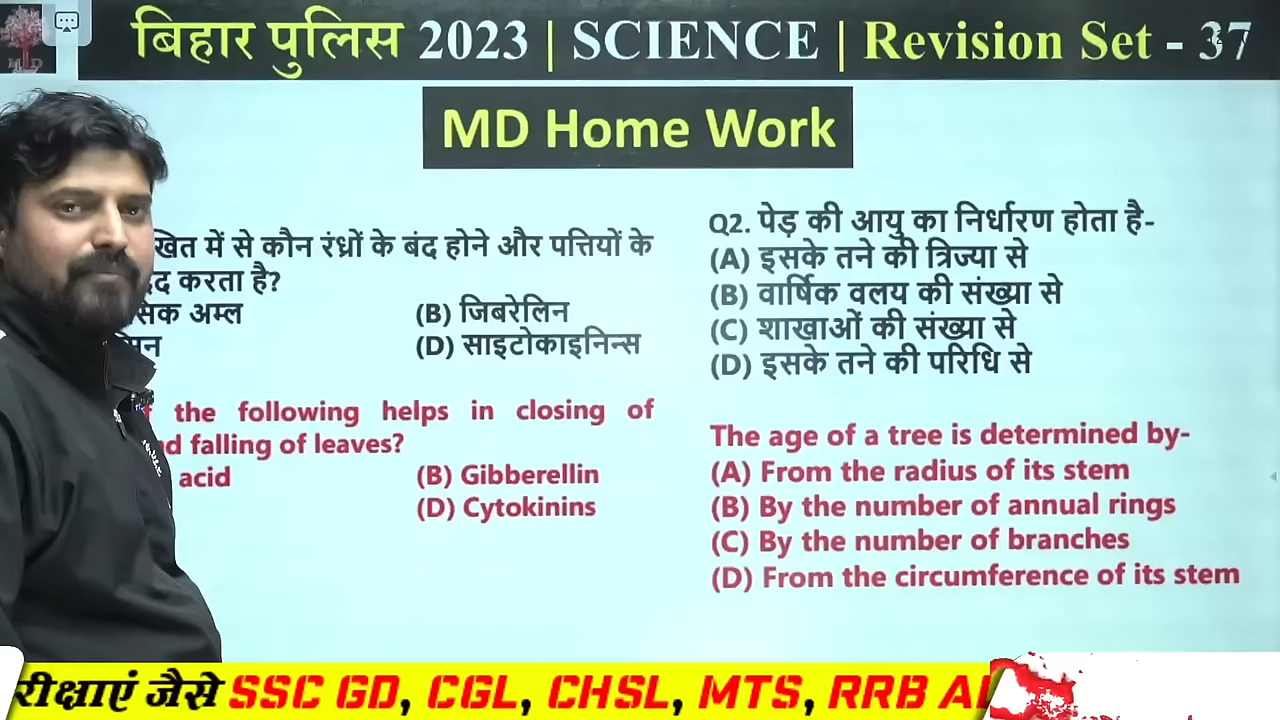 बिहार पुलिस 2023 | SCIENCE | Revision Set - 37
MD Home Work
में से कौन रंध्रों के बंद होने और पत्तियों के
करता है?
अम्ल
(B) जिबरेलिन
(D) साइटोकाइनिन्स
the following helps in closing of
falling of leaves?
acid
(B) Gibberellin
(D) Cytokinins
Q2. पेड़ की आयु का निर्धारण होता है-
(A) इसके तने की त्रिज्या से
(B) वार्षिक वलय की संख्या से
(C) शाखाओं की संख्या से
(D) इसके तने की परिधि से
The age of a tree is determined by-
(A) From the radius of its stem
(B) By the number of annual rings
(C) By the number of branches
(D) From the circumference of its stem
जैसे SSC GD, CGL, CHSL, MTS, RRB